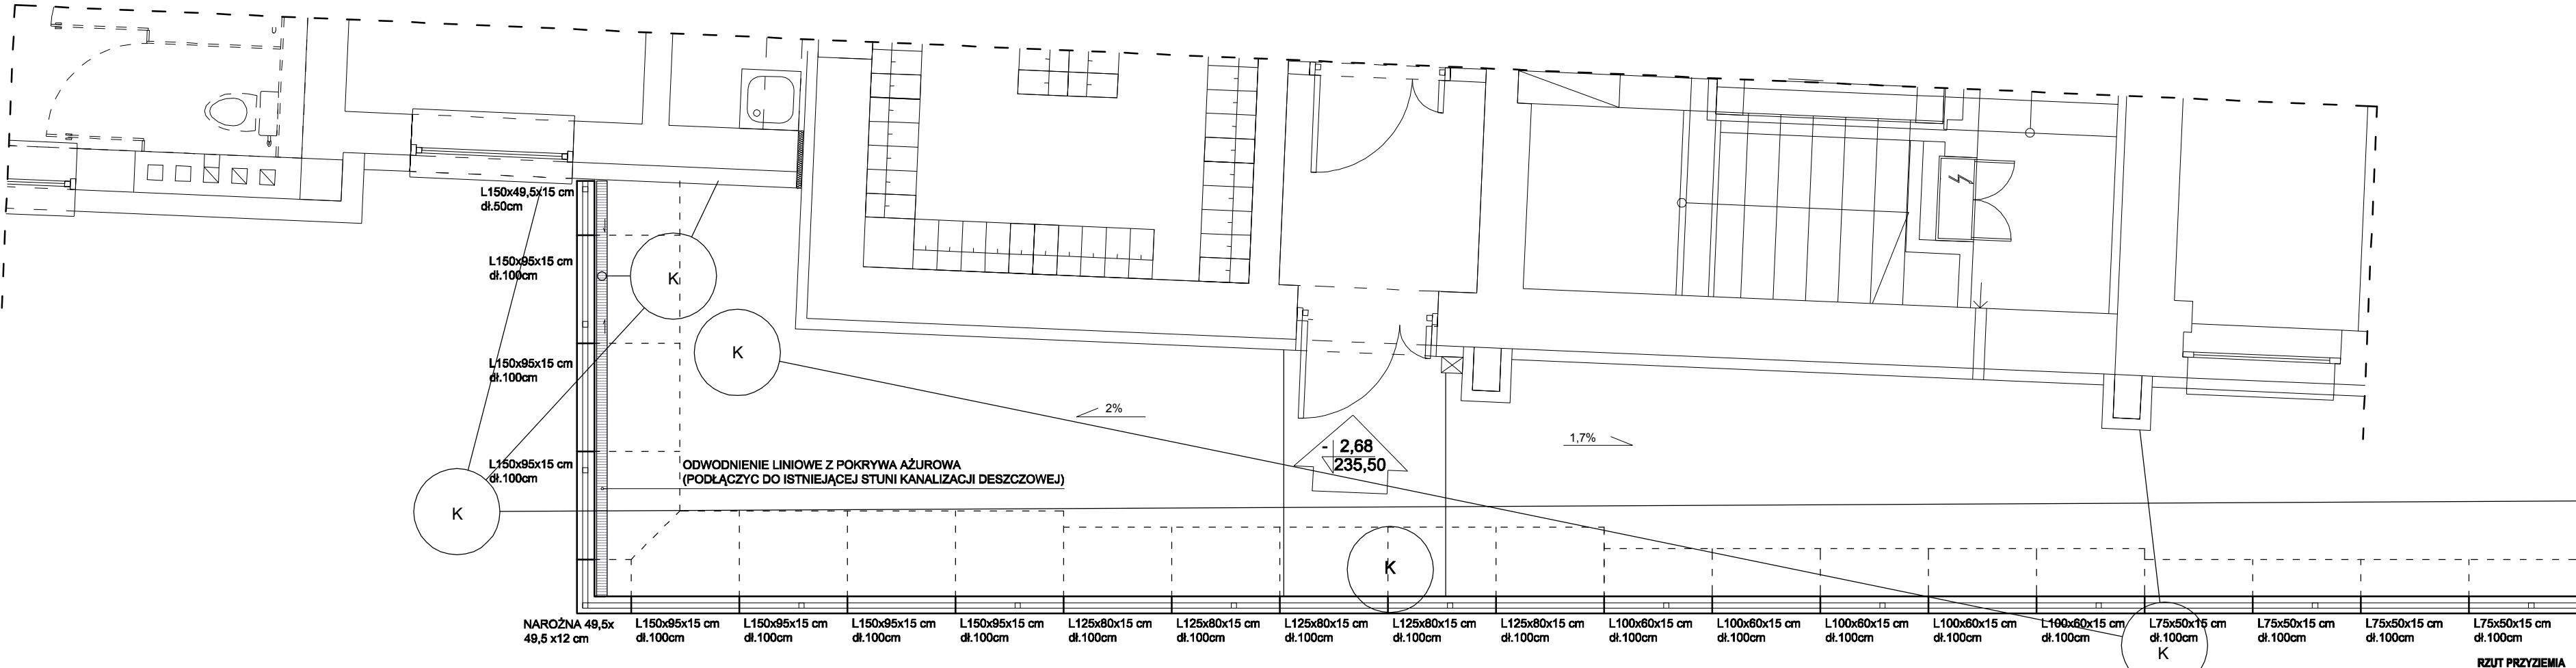 L150x49,5x15 cm
dł.50cm
L150x95x15 cm
dł.100cm
K
K
L150x95x15 cm
dł.100cm
2%
1,7%
- 2,68
235,50
L150x95x15 cm
dł.100cm
ODWODNIENIE LINIOWE Z POKRYWA AŻUROWA
(PODŁĄCZYC DO ISTNIEJĄCEJ STUNI KANALIZACJI DESZCZOWEJ)
K
K
NAROŻNA 49,5x
49,5 x12 cm
L150x95x15 cm
dł.100cm
L150x95x15 cm
dł.100cm
L150x95x15 cm
dł.100cm
L150x95x15 cm
dł.100cm
L125x80x15 cm
dł.100cm
L125x80x15 cm
dł.100cm
L125x80x15 cm
dł.100cm
L125x80x15 cm
dł.100cm
L125x80x15 cm
dł.100cm
L100x60x15 cm
dł.100cm
L100x60x15 cm
dł.100cm
L100x60x15 cm
dł.100cm
L100x60x15 cm
dł.100cm
L100x60x15 cm
dł.100cm
L75x50x15 cm
dł.100cm
L75x50x15 cm
dł.100cm
L75x50x15 cm
dł.100cm
L75x50x15 cm
dł.100cm
K
RZUT PRZYZIEMIA